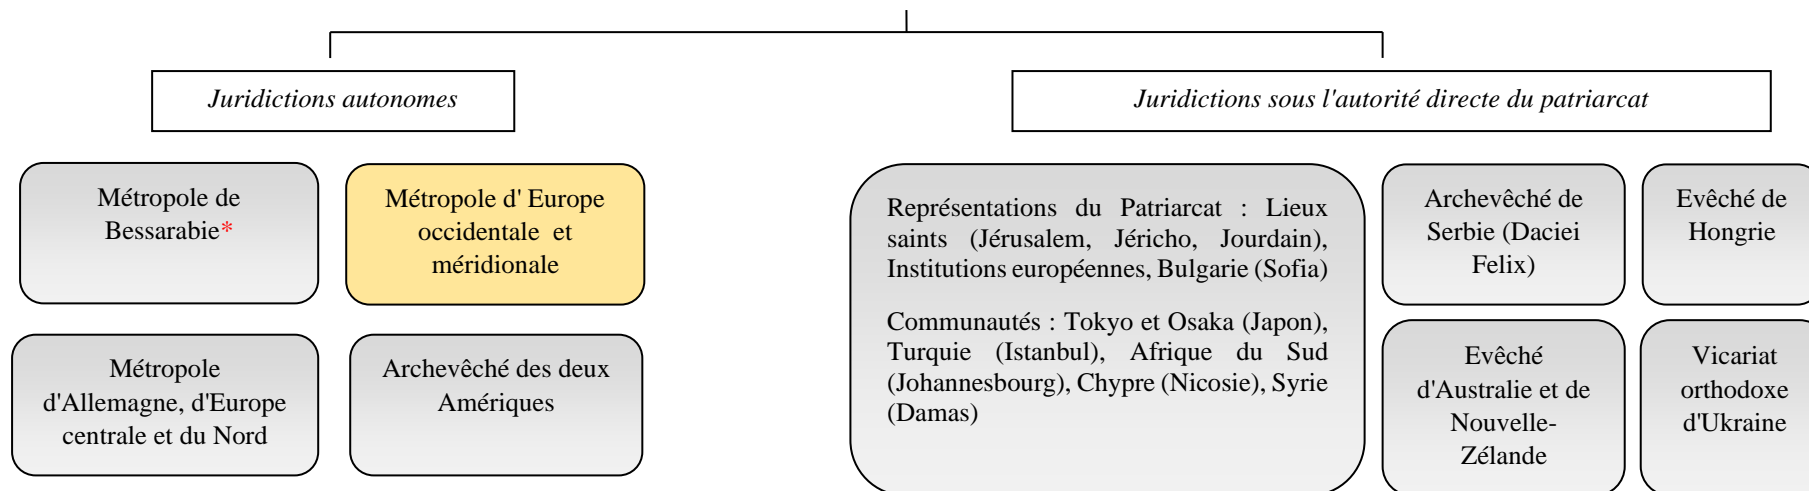 Juridictions autonomes
Juridictions sous l'autorité directe du patriarcat
Métropole de
Bessarabie*
Métropole d' Europe
occidentale et
méridionale
Métropole
d'Allemagne, d'Europe
centrale et du Nord
Archevêché des deux
Amériques
Représentations du Patriarcat : Lieux
saints (Jérusalem, Jéricho, Jourdain),
Institutions européennes, Bulgarie (Sofia)
Communautés : Tokyo et Osaka (Japon),
Turquie (Istanbul), Afrique du Sud
(Johannesbourg), Chypre (Nicosie), Syrie
(Damas)
Archevêché de
Serbie (Daciei
Felix)
Evêché de
Hongrie
Evêché
d'Australie et de
Nouvelle-
Zélande
Vicariat
orthodoxe
d'Ukraine